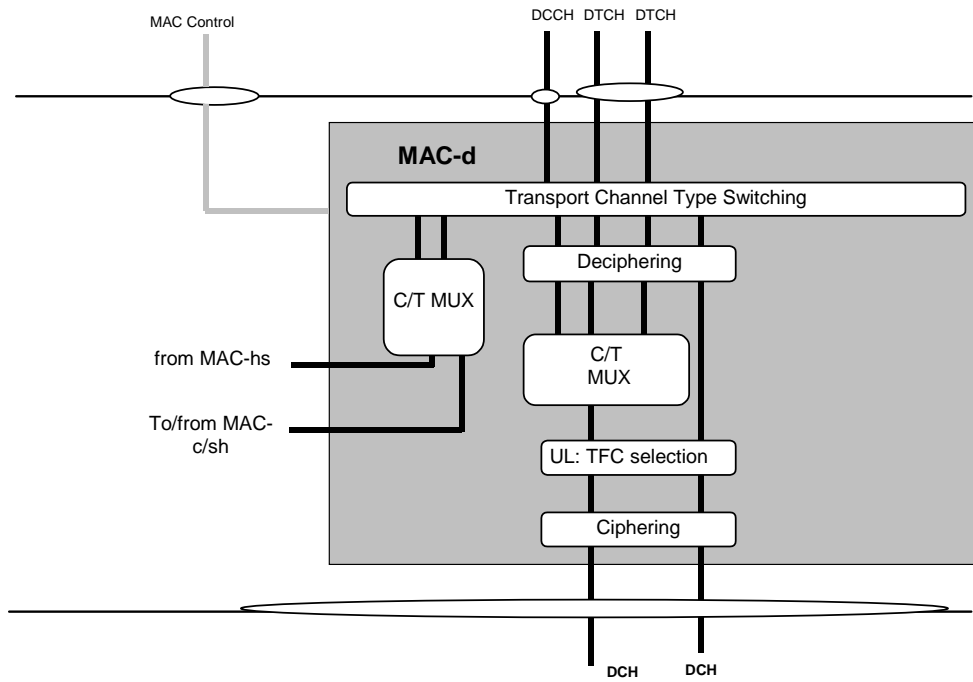 MAC Control
DCCH DTCH DTCH
MAC-d
Transport Channel Type Switching
Deciphering
C/T MUX
from MAC-hs
C/T
MUX
To/from MAC-
c/sh
UL: TFC selection
Ciphering
DCH
DCH